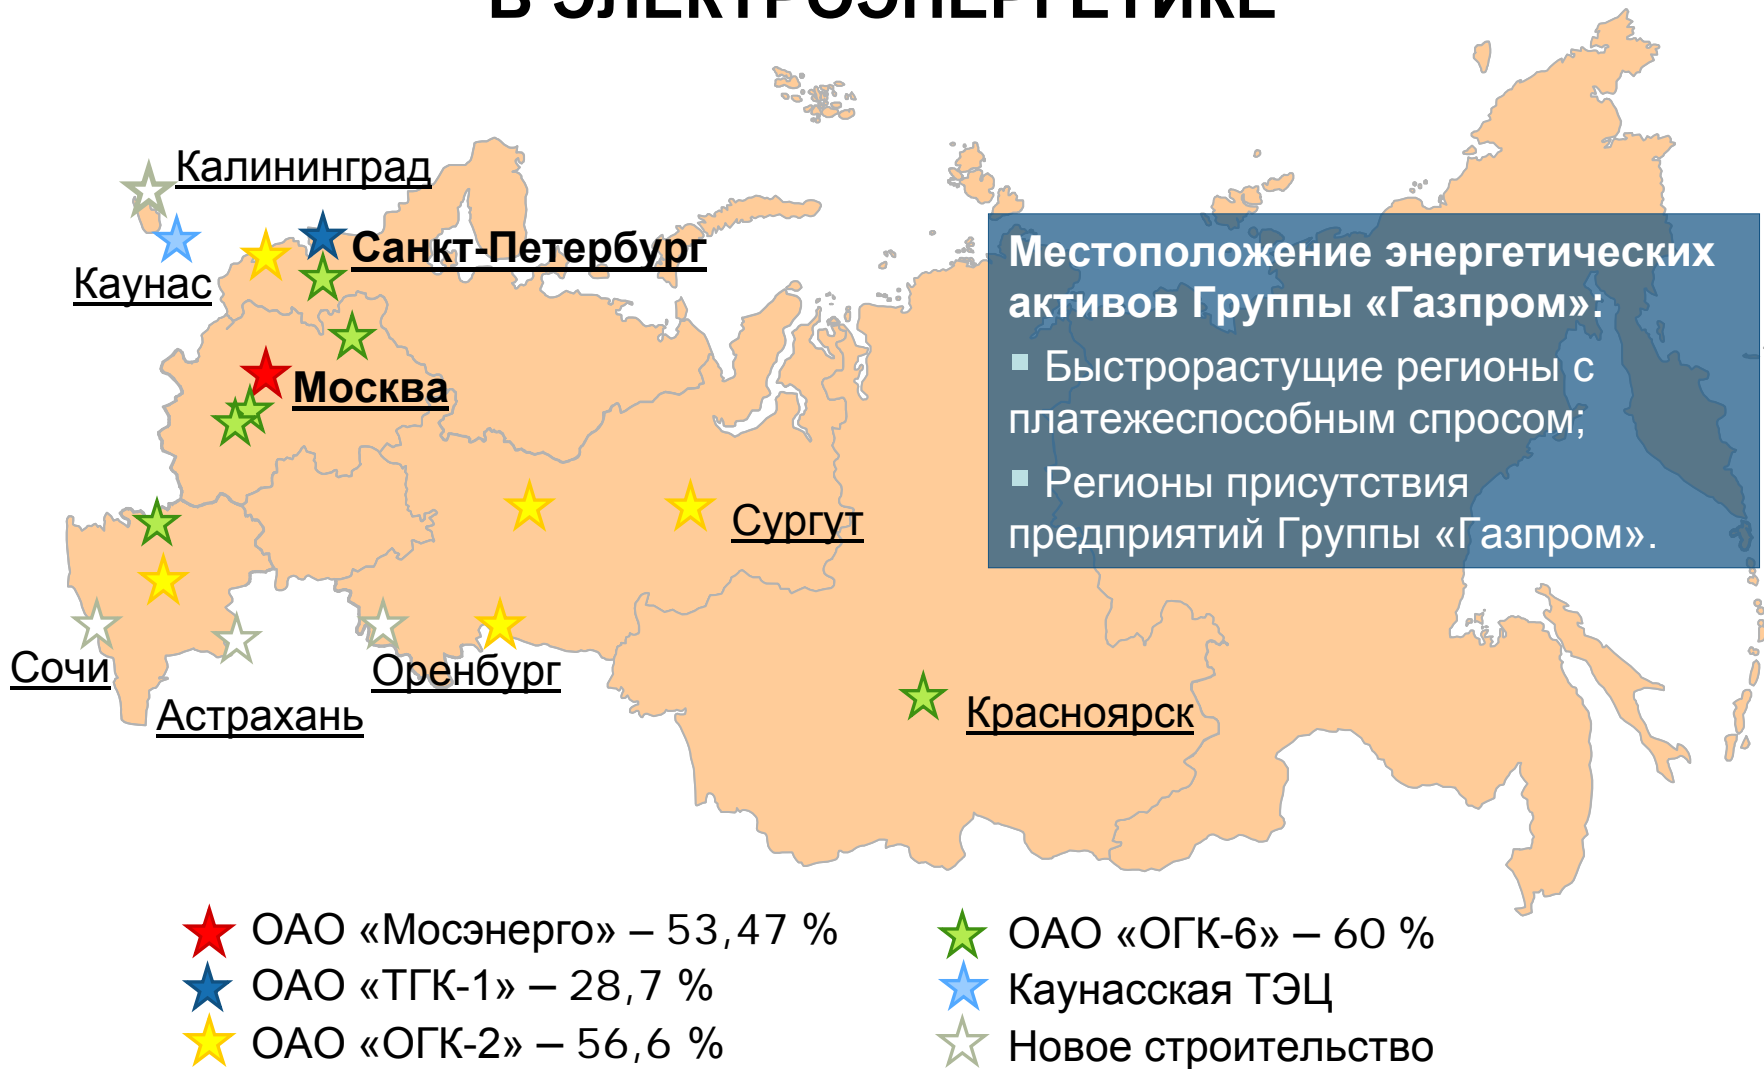 В ЭЛЕКТРОЭНЕРГЕТИКЕ
Калининград
Санкт-Петербург
Каунас
Москва
Сургут
Сочи
Оренбург
Астрахань
Красноярск
Местоположение энергетических
активов Группы «Газпром»:
▪ Быстрорастущие регионы с
платежеспособным спросом;
▪ Регионы присутствия
предприятий Группы «Газпром».
ОАО «Мосэнерго» – 53,47 %
ОАО «ТГК-1» – 28,7 %
ОАО «ОГК-2» – 56,6 %
ОАО «ОГК-6» – 60 %
Каунасская ТЭЦ
Новое строительство